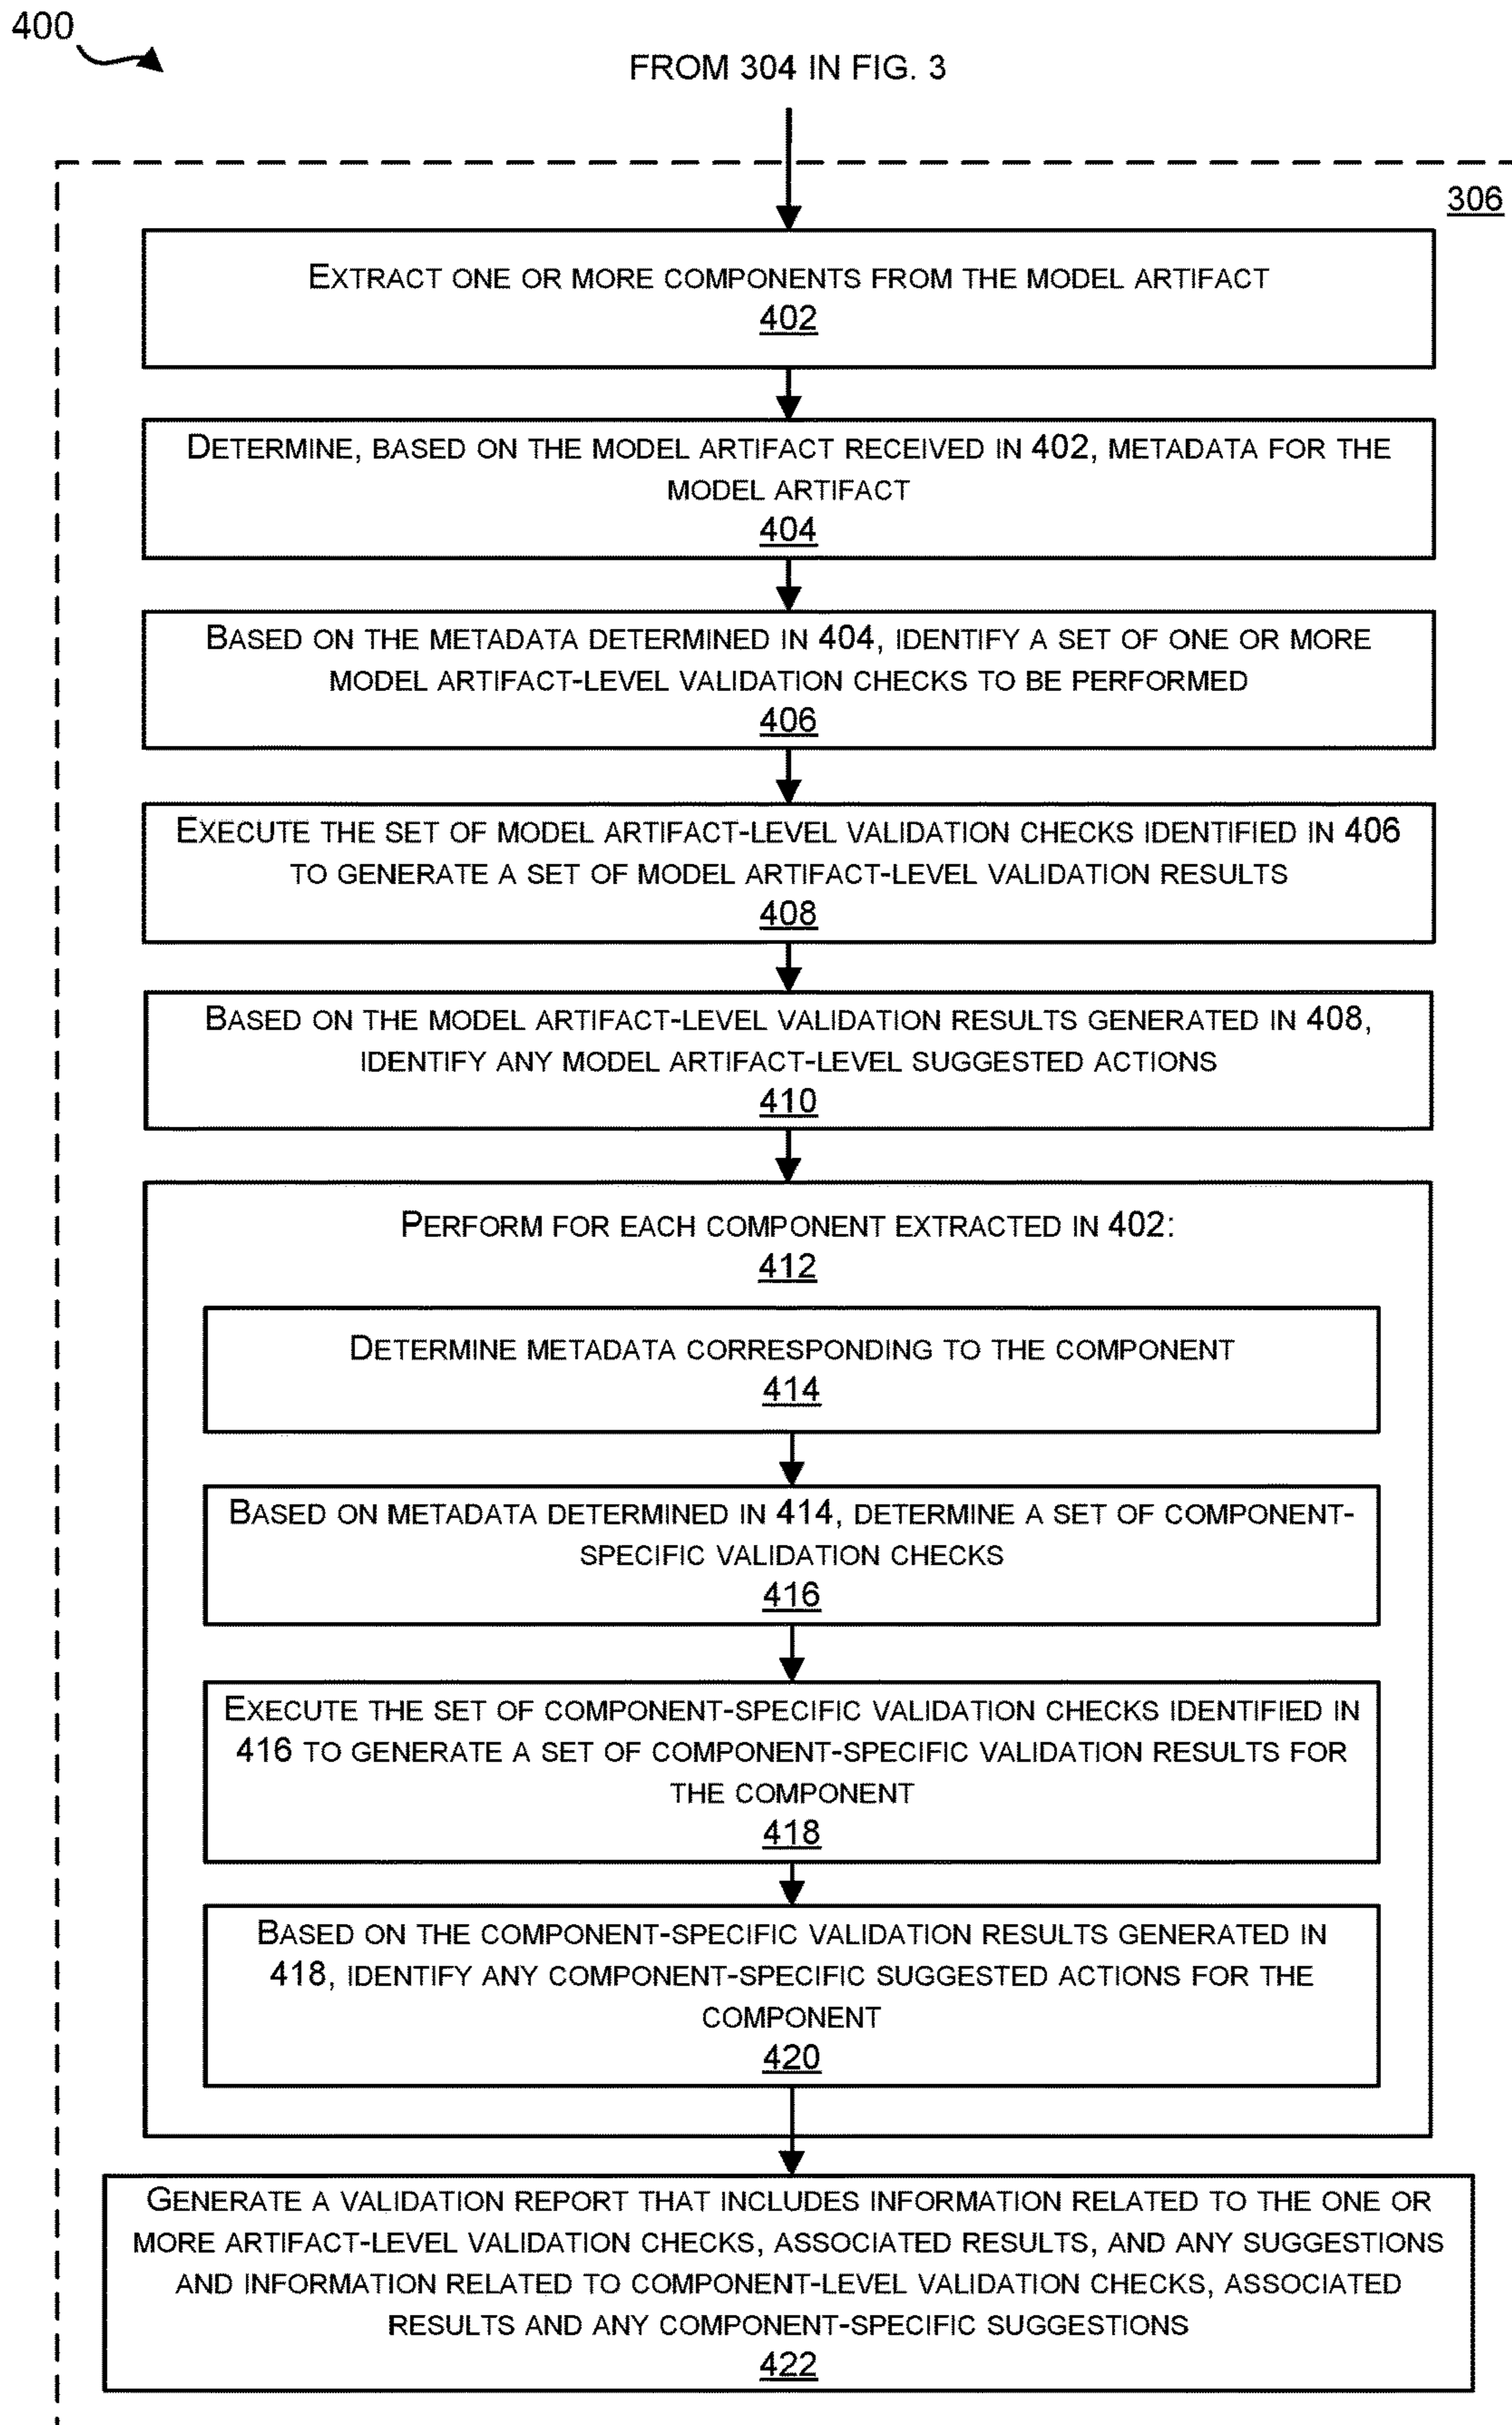 400
FROM 304 IN FIG. 3
306
EXTRACT ONE OR MORE COMPONENTS FROM THE MODEL ARTIFACT
402
DETERMINE, BASED ON THE MODEL ARTIFACT RECEIVED IN 402, METADATA FOR THE
MODEL ARTIFACT
404
BASED ON THE METADATA DETERMINED IN 404, IDENTIFY A SET OF ONE OR MORE
MODEL ARTIFACT-LEVEL VALIDATION CHECKS TO BE PERFORMED
406
EXECUTE THE SET OF MODEL ARTIFACT-LEVEL VALIDATION CHECKS IDENTIFIED IN 406
TO GENERATE A SET OF MODEL ARTIFACT-LEVEL VALIDATION RESULTS
408
BASED ON THE MODEL ARTIFACT-LEVEL VALIDATION RESULTS GENERATED IN 408,
IDENTIFY ANY MODEL ARTIFACT-LEVEL SUGGESTED ACTIONS
410
PERFORM FOR EACH COMPONENT EXTRACTED IN 402:
412
DETERMINE METADATA CORRESPONDING TO THE COMPONENT
414
BASED ON METADATA DETERMINED IN 414, DETERMINE A SET OF COMPONENT-
SPECIFIC VALIDATION CHECKS
416
EXECUTE THE SET OF COMPONENT-SPECIFIC VALIDATION CHECKS IDENTIFIED IN
416 TO GENERATE A SET OF COMPONENT-SPECIFIC VALIDATION RESULTS FOR
THE COMPONENT
418
BASED ON THE COMPONENT-SPECIFIC VALIDATION RESULTS GENERATED IN
418, IDENTIFY ANY COMPONENT-SPECIFIC SUGGESTED ACTIONS FOR THE
COMPONENT
420
GENERATE A VALIDATION REPORT THAT INCLUDES INFORMATION RELATED TO THE ONE OR
MORE ARTIFACT-LEVEL VALIDATION CHECKS, ASSOCIATED RESULTS, AND ANY SUGGESTIONS
AND INFORMATION RELATED TO COMPONENT-LEVEL VALIDATION CHECKS, ASSOCIATED
RESULTS AND ANY COMPONENT-SPECIFIC SUGGESTIONS
422